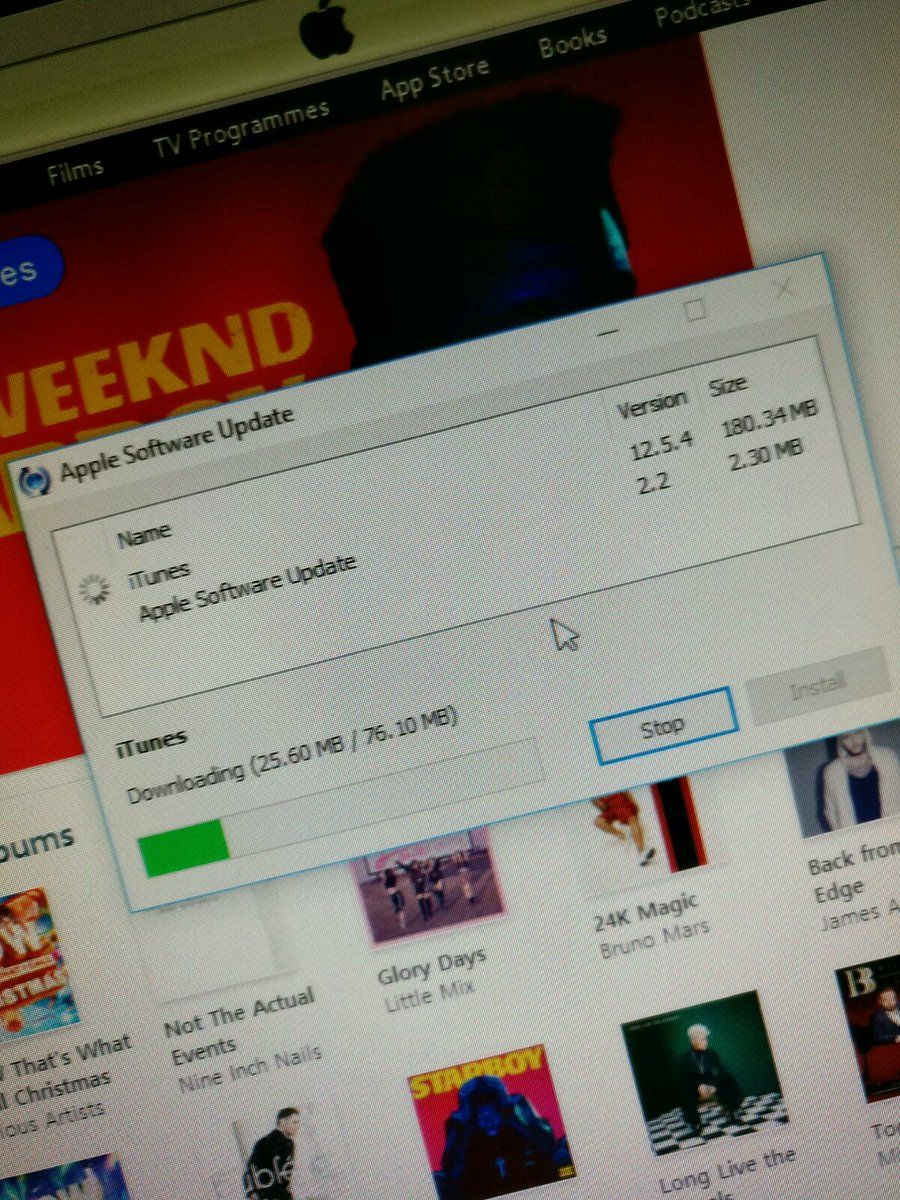 Films TV Programmes App Store Books Podcasts
es
WEEKND
Apple Software Update
Name Version Size
iTunes 12.5.4 180.34 MB
Apple Software Update 2.2 2.30 MB
iTunes
Downloading (25.60 MB / 76.10 MB)
Stop Install
bums
Not The Actual
Events
Nine Inch Nails
Glory Days
Little Mix
24K Magic
Bruno Mars
Back from
Edge
James A
That's What
l Christmas
ious Artists
STARBOY
Long Live the